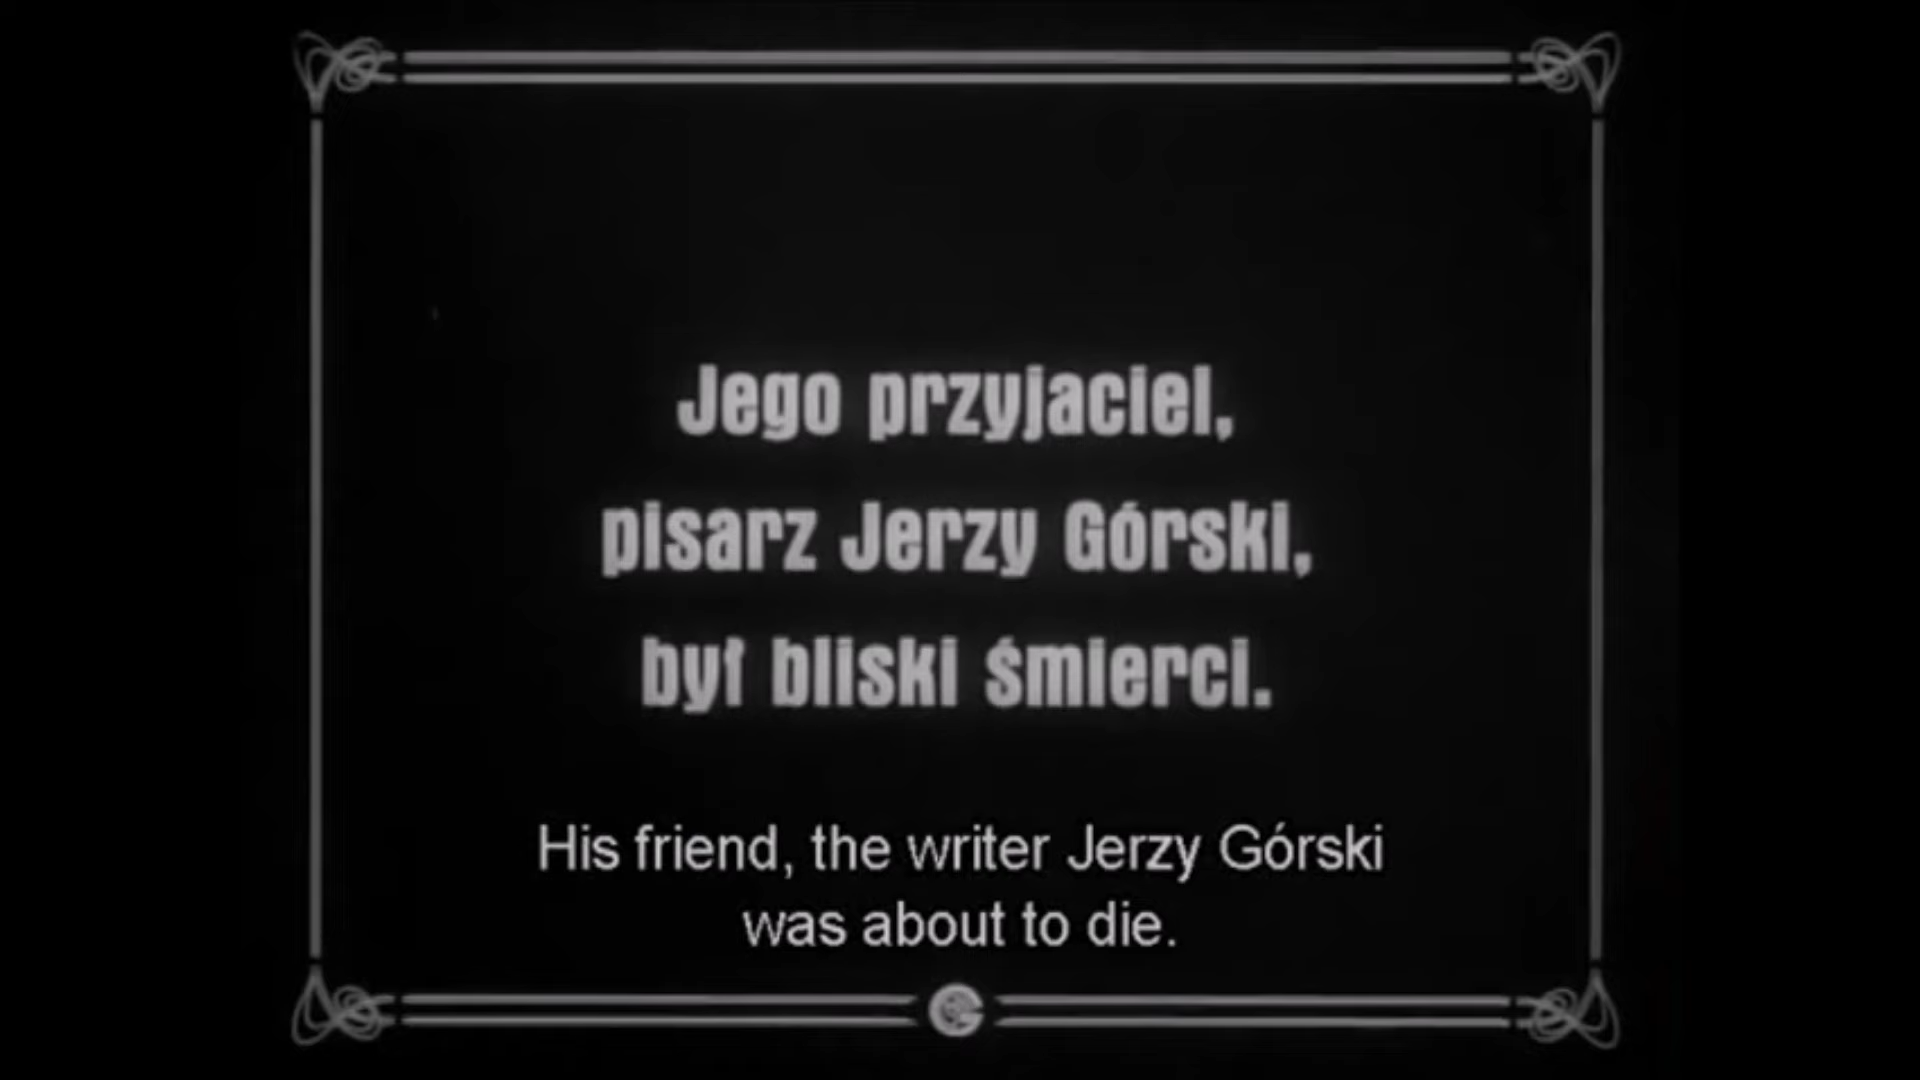 Jego przyjaciel,
pisarz Jerzy Górski,
był bliski śmierci.
His friend, the writer Jerzy Górski
was about to die.